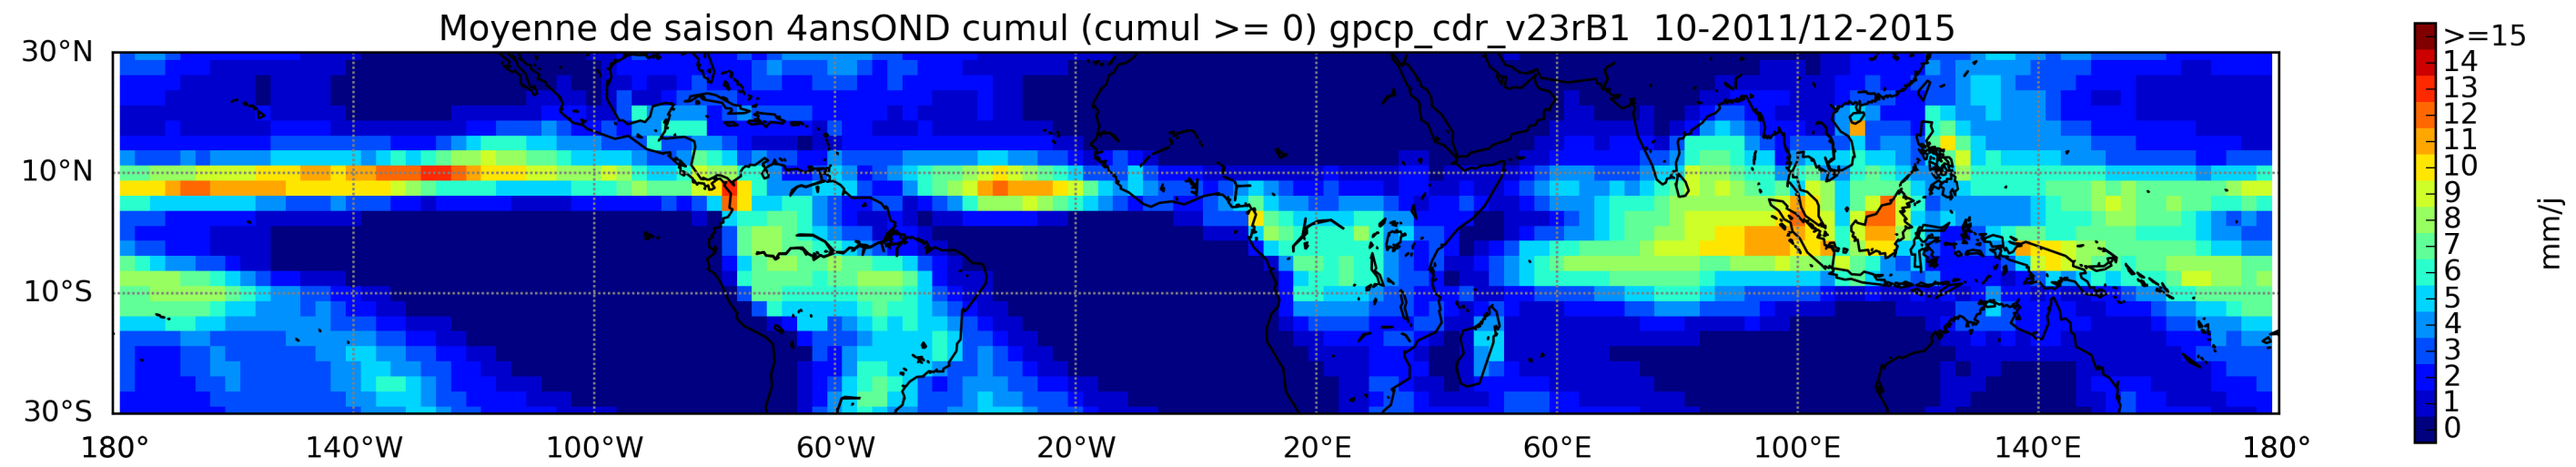 Moyenne de saison 4ansOND cumul (cumul >= 0) gpcp_cdr_v23rB1  10-2011/12-2015
30°N
10°N
10°S
30°S
180°
140°W
100°W
60°W
20°W
20°E
60°E
100°E
140°E
180°
>=15
14
13
12
11
10
9
8
7
6
5
4
3
2
1
0
mm/j